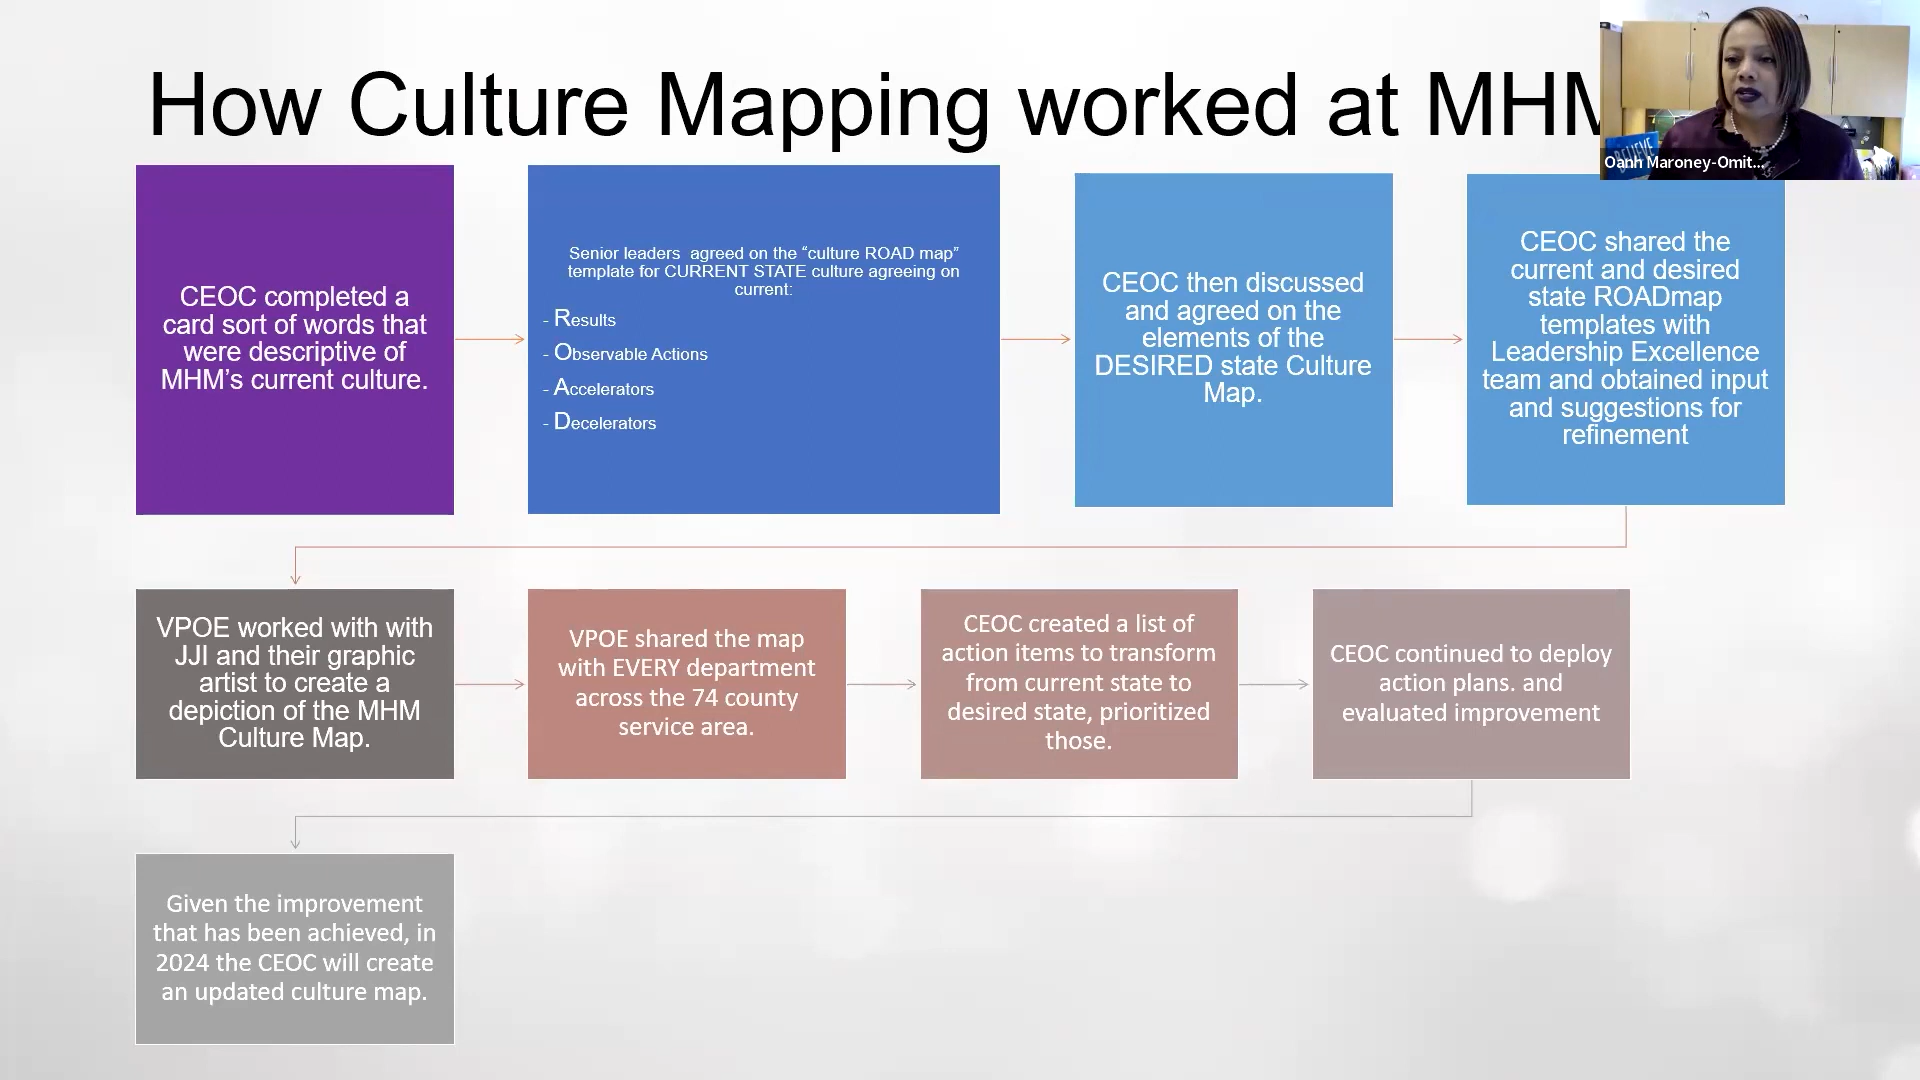 How Culture Mapping worked at MHM
Oanh Maroney-Omit...
BELIEVE
CEOC completed a
card sort of words that
were descriptive of
MHM’s current culture.
Senior leaders agreed on the “culture ROAD map”
template for CURRENT STATE culture agreeing on
current:
- Results
- Observable Actions
- Accelerators
- Decelerators
CEOC then discussed
and agreed on the
elements of the
DESIRED state Culture
Map.
CEOC shared the
current and desired
state ROADmap
templates with
Leadership Excellence
team and obtained input
and suggestions for
refinement
VPOE worked with with
JJI and their graphic
artist to create a
depiction of the MHM
Culture Map.
VPOE shared the map
with EVERY department
across the 74 county
service area.
CEOC created a list of
action items to transform
from current state to
desired state, prioritized
those.
CEOC continued to deploy
action plans. and
evaluated improvement
Given the improvement
that has been achieved, in
2024 the CEOC will create
an updated culture map.